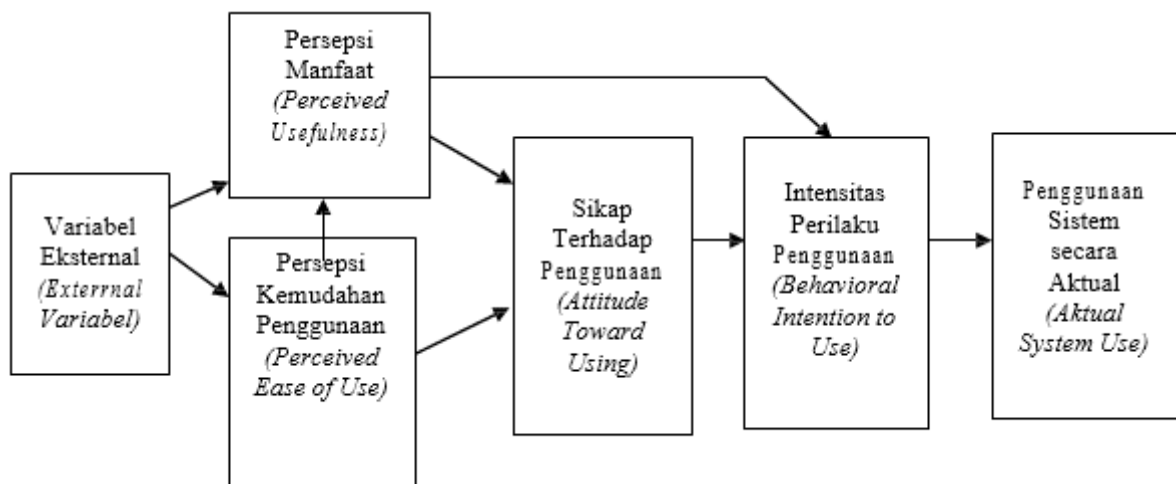 Persepsi
Manfaat
(Perceived
Usefulness)
Variabel
Eksternal
(Exterrnal
Variabel)
Persepsi
Kemudahan
Penggunaan
(Perceived
Ease of Use)
Sikap
Terhadap
Penggunaan
(Attitude
Toward
Using)
Intensitas
Perilaku
Penggunaan
(Behavioral
Intention to
Use)
Penggunaan
Sistem
secara
Aktual
(Aktual
System Use)